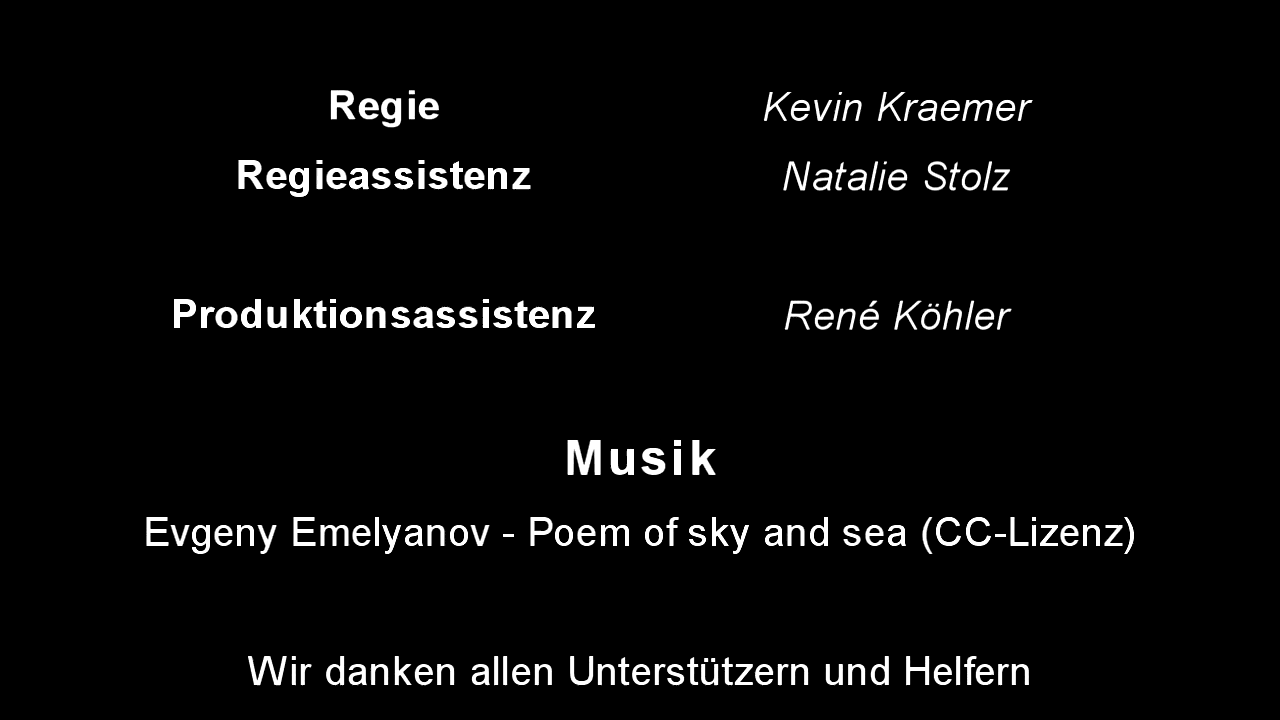 Regie Kevin Kraemer
Regieassistenz Natalie Stolz
Produktionsassistenz René Köhler
Musik
Evgeny Emelyanov - Poem of sky and sea (CC-Lizenz)
Wir danken allen Unterstützern und Helfern